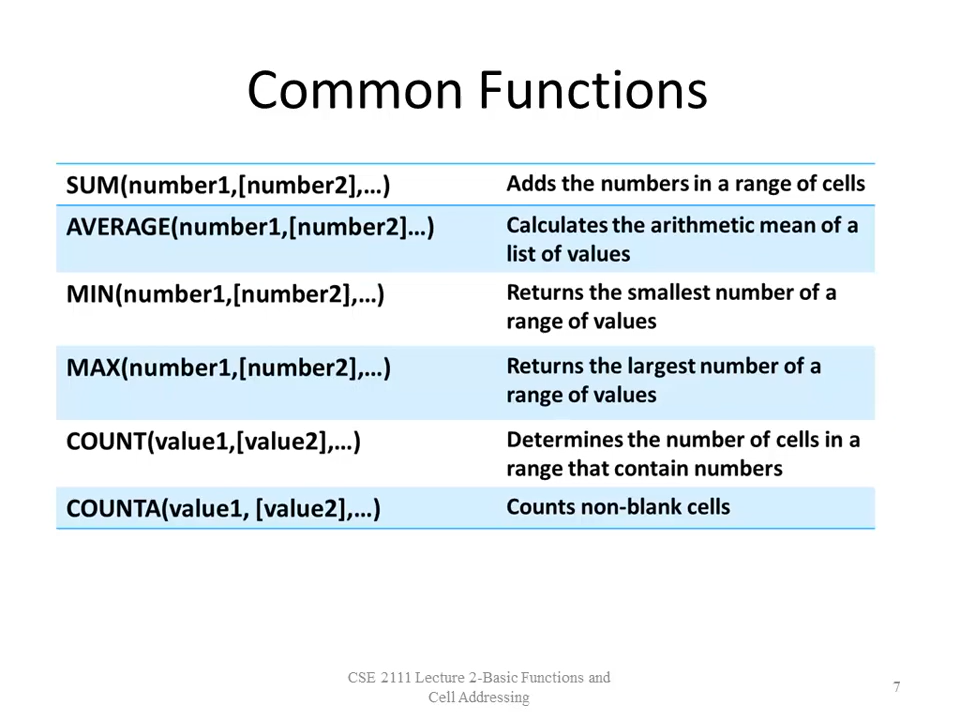 Common Functions
SUM(number1,[number2],…) Adds the numbers in a range of cells
AVERAGE(number1,[number2]…) Calculates the arithmetic mean of a
list of values
MIN(number1,[number2],…) Returns the smallest number of a
range of values
MAX(number1,[number2],…) Returns the largest number of a
range of values
COUNT(value1,[value2],…) Determines the number of cells in a
range that contain numbers
COUNTA(value1, [value2],…) Counts non-blank cells
CSE 2111 Lecture 2-Basic Functions and
Cell Addressing
7